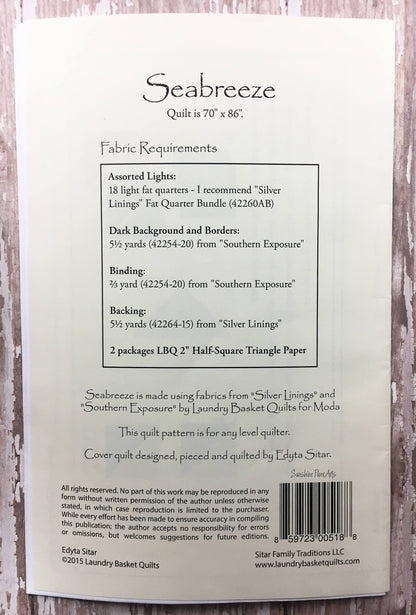 Seabreeze
Quilt is 70" x 86".
Fabric Requirements
Assorted Lights:
18 light fat quarters - I recommend "Silver
Linings" Fat Quarter Bundle (42260AB)
Dark Background and Borders:
5½ yards (42254-20) from "Southern Exposure"
Binding:
⅔ yard (42254-20) from "Southern Exposure"
Backing:
5½ yards (42264-15) from "Silver Linings"
2 packages LBQ 2" Half-Square Triangle Paper
Seabreeze is made using fabrics from "Silver Linings" and
"Southern Exposure" by Laundry Basket Quilts for Moda
This quilt pattern is for any level quilter.
Cover quilt designed, pieced and quilted by Edyta Sitar.
All rights reserved. No part of this work may be reproduced in any
form without written permission of the author unless otherwise
stated, in which case reproduction is limited to the purchaser.
While every effort has been made to ensure accuracy in compiling
this publication; the author accepts no responsibility for errors
or omissions, but welcomes suggestions for future editions.
Edyta Sitar
©2015 Laundry Basket Quilts
8 59723 00518 8
Sitar Family Traditions LLC
www.laundrybasketquilts.com